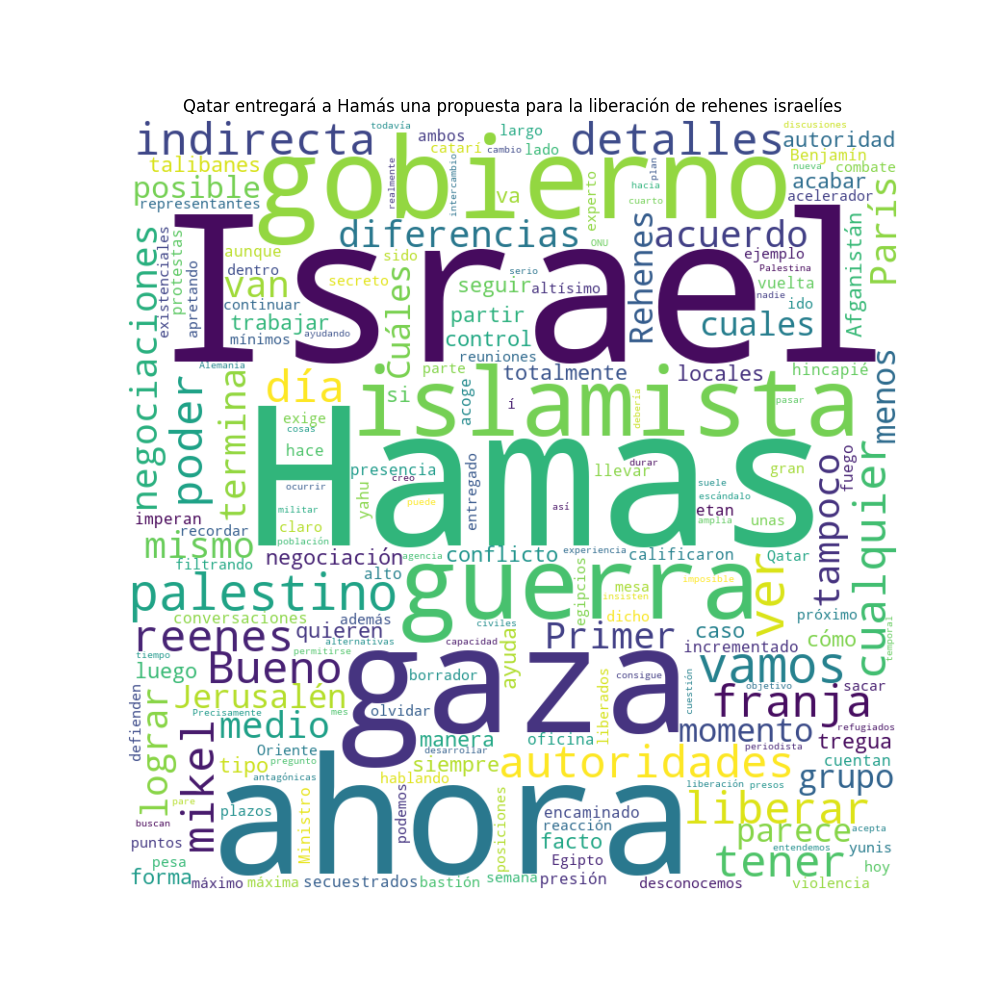 Qatar entregará a Hamás una propuesta para la liberación de rehenes israelíes
indirecta
todavía
ambos
largo
detalles
discusiones
autoridad
talibanes
gobierno
catari
cambio
lado
Benjamín
combate
posible
representantes
realmente
intercambio
va
experto
plan
nueva
hacia
cuarto
acabar
acelerador
París
Israel
diferencias
ONU
Rehenes
acuerdo
ejemplo
Afganistán
negociaciones
existenciales
protestas
apretando
aunque
dentro
van
sido
secreto
serio
seguir
altísimo
Palestina
nadie
vuelta
ido
continuar
trabajar
mínimos
ayudando
Cuáles
partir
control
reuniones
cuales
Alemania
parte
totalmente
locales
hincapié
menos
poder
termina
día
si
islamista
acoge
í
debería
pasar
exige
cosas
hace
Hamas
presencia
creo
durar
llevar
gran
suele
escándalo
fuego
tampoco
cualquier
ocurrir
yahu
entregado
así
etan
amplia
unas
imperan
recordar
militar
claro
población
puede
mismo
filtrando
negociación
agencia
conflicto
experiencia
calificaron
Qatar
ver
alto
palestino
guerra
egipcios
mesa
insisten
imposible
dicho
próximo
temporal
conversaciones
además
civiles
reenes
quieren
alternativas
capacidad
Primer
caso
incrementado
cómo
tiempo
luego
permitirse
Bueno
borrador
gaza
ayuda
consigue
vamos
cuestión
objetivo
sacar
defienden
lograr
Jerusalén
Precisamente
mes
olvidar
liberados
franja
mikel
medio
pregunto
Oriente
manera
desarrollar
oficina
momento
periodista
refugiados
tregua
cuentan
tipo
antagónicas
siempre
hablando
autoridades
liberación
presos
grupo
pare
buscan
plazos
ahora
Ministro
podemos
posiciones
encaminado
reacción
liberar
parece
acepta
puntos
facto
entendemos
yunis
pesa
Egipto
tener
hoy
forma
máximo
máxima
secuestrados
bastión
semana
presión
desconocemos
violencia